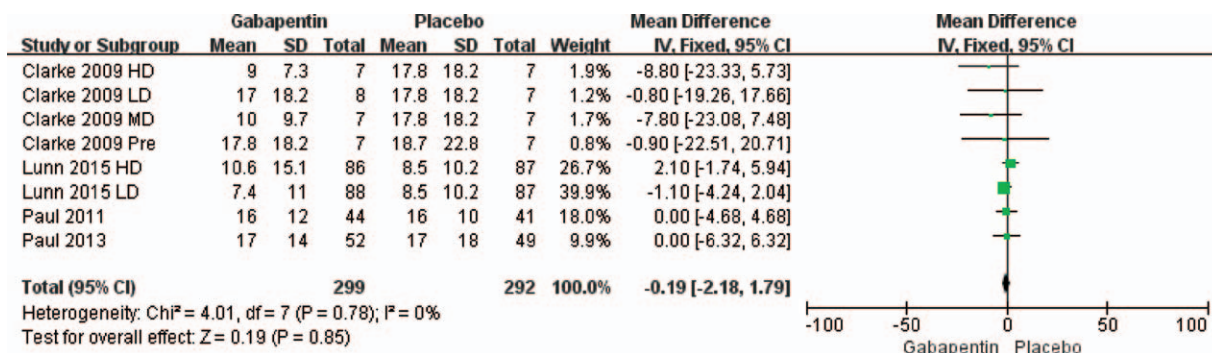 Gabapentin Placebo Mean Difference Mean Difference
Study or Subgroup Mean SD Total Mean SD Total Weight IV, Fixed, 95% CI IV, Fixed, 95% CI
Clarke 2009 HD 9 7.3 7 17.8 18.2 7 1.9% -8.80 [-23.33, 5.73]
Clarke 2009 LD 17 18.2 8 17.8 18.2 7 1.2% -0.80 [-19.26, 17.66]
Clarke 2009 MD 10 9.7 7 17.8 18.2 7 1.7% -7.80 [-23.08, 7.48]
Clarke 2009 Pre 17.8 18.2 7 18.7 22.8 7 0.8% -0.90 [-22.51, 20.71]
Lunn 2015 HD 10.6 15.1 86 8.5 10.2 87 26.7% 2.10 [-1.74, 5.94]
Lunn 2015 LD 7.4 11 88 8.5 10.2 87 39.9% -1.10 [-4.24, 2.04]
Paul 2011 16 12 44 16 10 41 18.0% 0.00 [-4.68, 4.68]
Paul 2013 17 14 52 17 18 49 9.9% 0.00 [-6.32, 6.32]
Total (95% CI) 299 292 100.0% -0.19 [-2.18, 1.79]
Heterogeneity: Chi² = 4.01, df = 7 (P = 0.78); I² = 0%
Test for overall effect: Z = 0.19 (P = 0.85)
-100 -50 0 50 100
Gabapentin Placebo